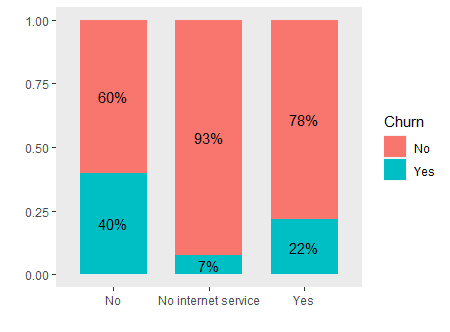 1.00
0.75
0.50
0.25
0.00
60%
40%
93%
7%
78%
22%
No
No internet service
Yes
Churn
No
Yes